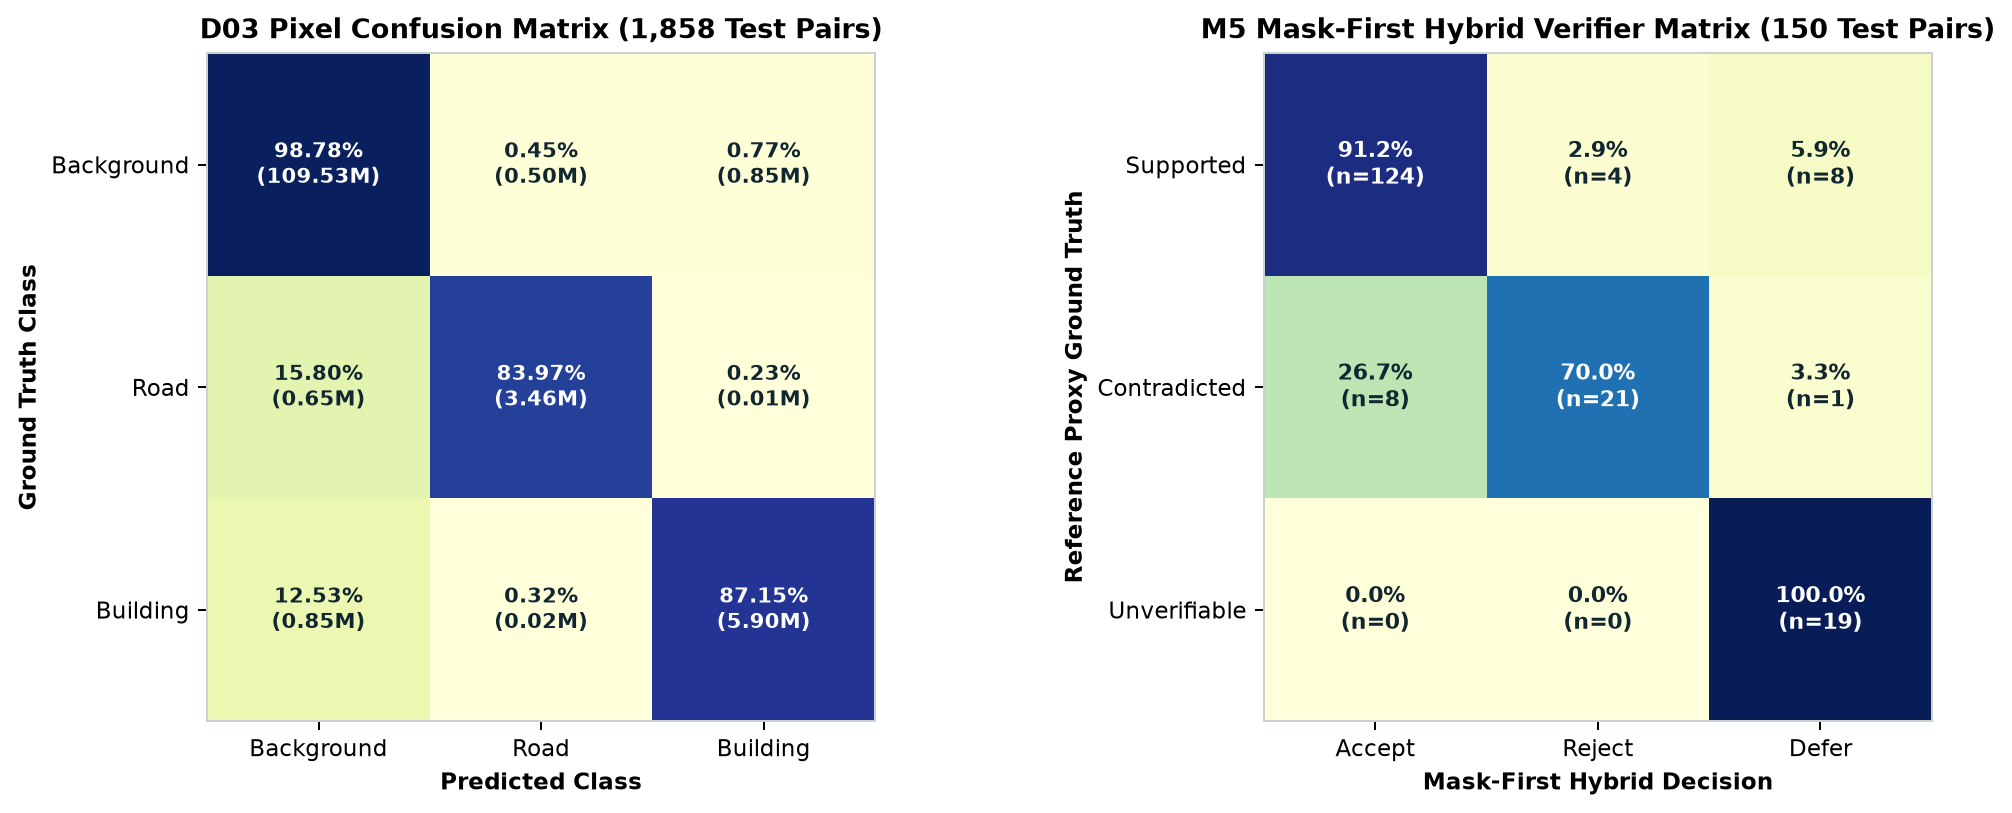 D03 Pixel Confusion Matrix (1,858 Test Pairs)
Ground Truth Class
Background
98.78%
(109.53M)
0.45%
(0.50M)
0.77%
(0.85M)
Road
15.80%
(0.65M)
83.97%
(3.46M)
0.23%
(0.01M)
Building
12.53%
(0.85M)
0.32%
(0.02M)
87.15%
(5.90M)
Background
Road
Building
Predicted Class
M5 Mask-First Hybrid Verifier Matrix (150 Test Pairs)
Reference Proxy Ground Truth
Supported
91.2%
(n=124)
2.9%
(n=4)
5.9%
(n=8)
Contradicted
26.7%
(n=8)
70.0%
(n=21)
3.3%
(n=1)
Unverifiable
0.0%
(n=0)
0.0%
(n=0)
100.0%
(n=19)
Accept
Reject
Defer
Mask-First Hybrid Decision